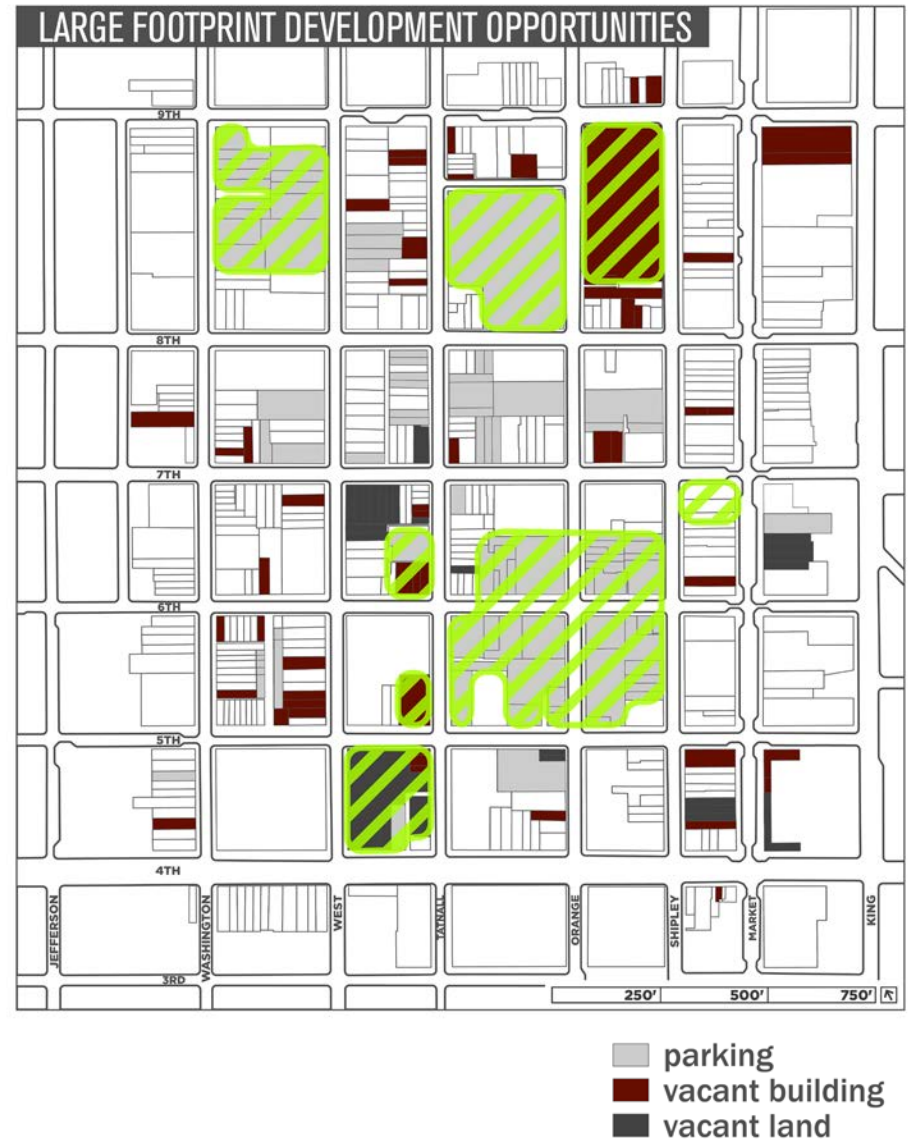 LARGE FOOTPRINT DEVELOPMENT OPPORTUNITIES
9TH
8TH
7TH
6TH
5TH
4TH
JEFFERSON
WASHINGTON
WEST
TATNALL
ORANGE
SHIPLEY
MARKET
KING
3RD
250' 500' 750'
parking
vacant building
vacant land